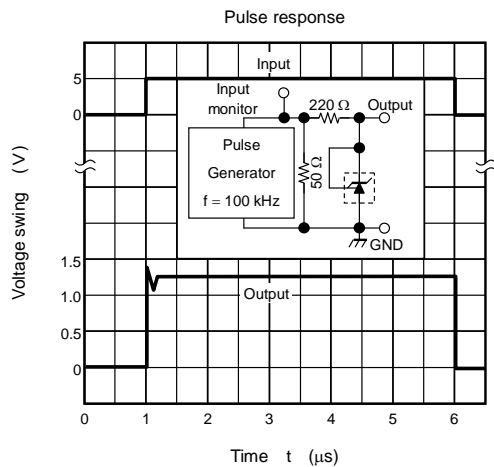 Pulse response
Input
5
0
Input
monitor
220 Ω
Output
Pulse
Generator
f = 100 kHz
50 Ω
GND
Voltage swing (V)
1.5
1.0
0.5
0
Output
0 1 2 3 4 5 6
Time t (μs)